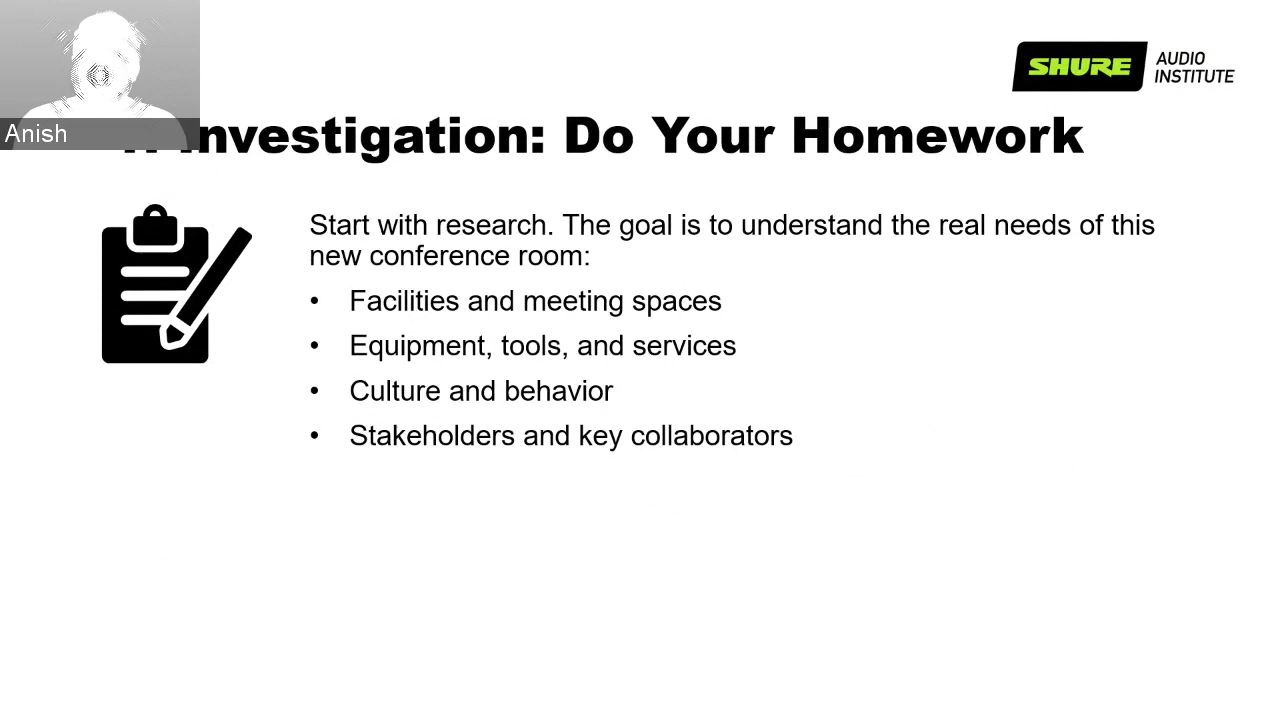 SHURE AUDIO
INSTITUTE
Anish
Investigation: Do Your Homework
Start with research. The goal is to understand the real needs of this
new conference room:
• Facilities and meeting spaces
• Equipment, tools, and services
• Culture and behavior
• Stakeholders and key collaborators